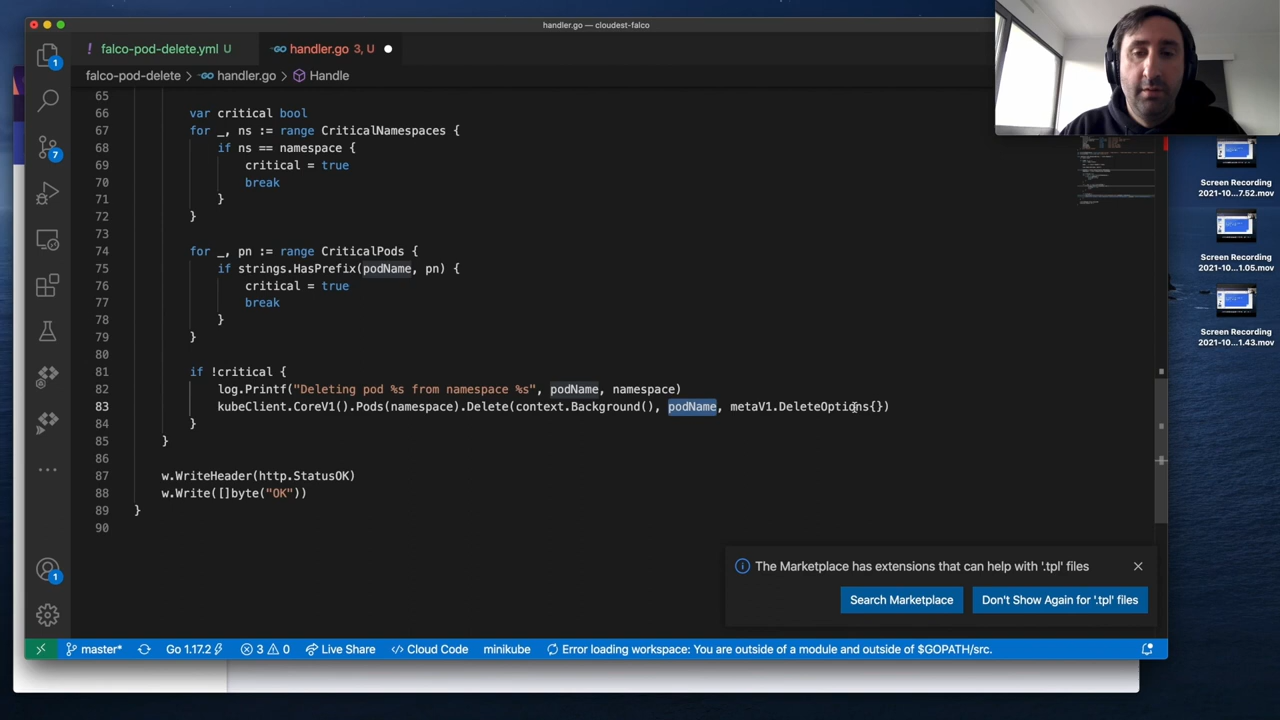 handler.go — cloudest-falco
! falco-pod-delete.yml U
handler.go 3, U
falco-pod-delete > handler.go > Handle
65
66 var critical bool
67 for _, ns := range CriticalNamespaces {
68 if ns == namespace {
69 critical = true
70 break
71 }
72 }
73
74 for _, pn := range CriticalPods {
75 if strings.HasPrefix(podName, pn) {
76 critical = true
77 break
78 }
79 }
80
81 if !critical {
82 log.Printf("Deleting pod %s from namespace %s", podName, namespace)
83 kubeClient.CoreV1().Pods(namespace).Delete(context.Background(), podName, metaV1.DeleteOptions{})
84 }
85 }
86
87 w.WriteHeader(http.StatusOK)
88 w.Write([]byte("OK"))
89 }
90
1
7
1
The Marketplace has extensions that can help with '.tpl' files
Search Marketplace
Don't Show Again for '.tpl' files
master* Go 1.17.2 3 0 Live Share Cloud Code minikube Error loading workspace: You are outside of a module and outside of $GOPATH/src.
Screen Recording
2021-10...7.52.mov
Screen Recording
2021-10...1.05.mov
Screen Recording
2021-10...1.43.mov